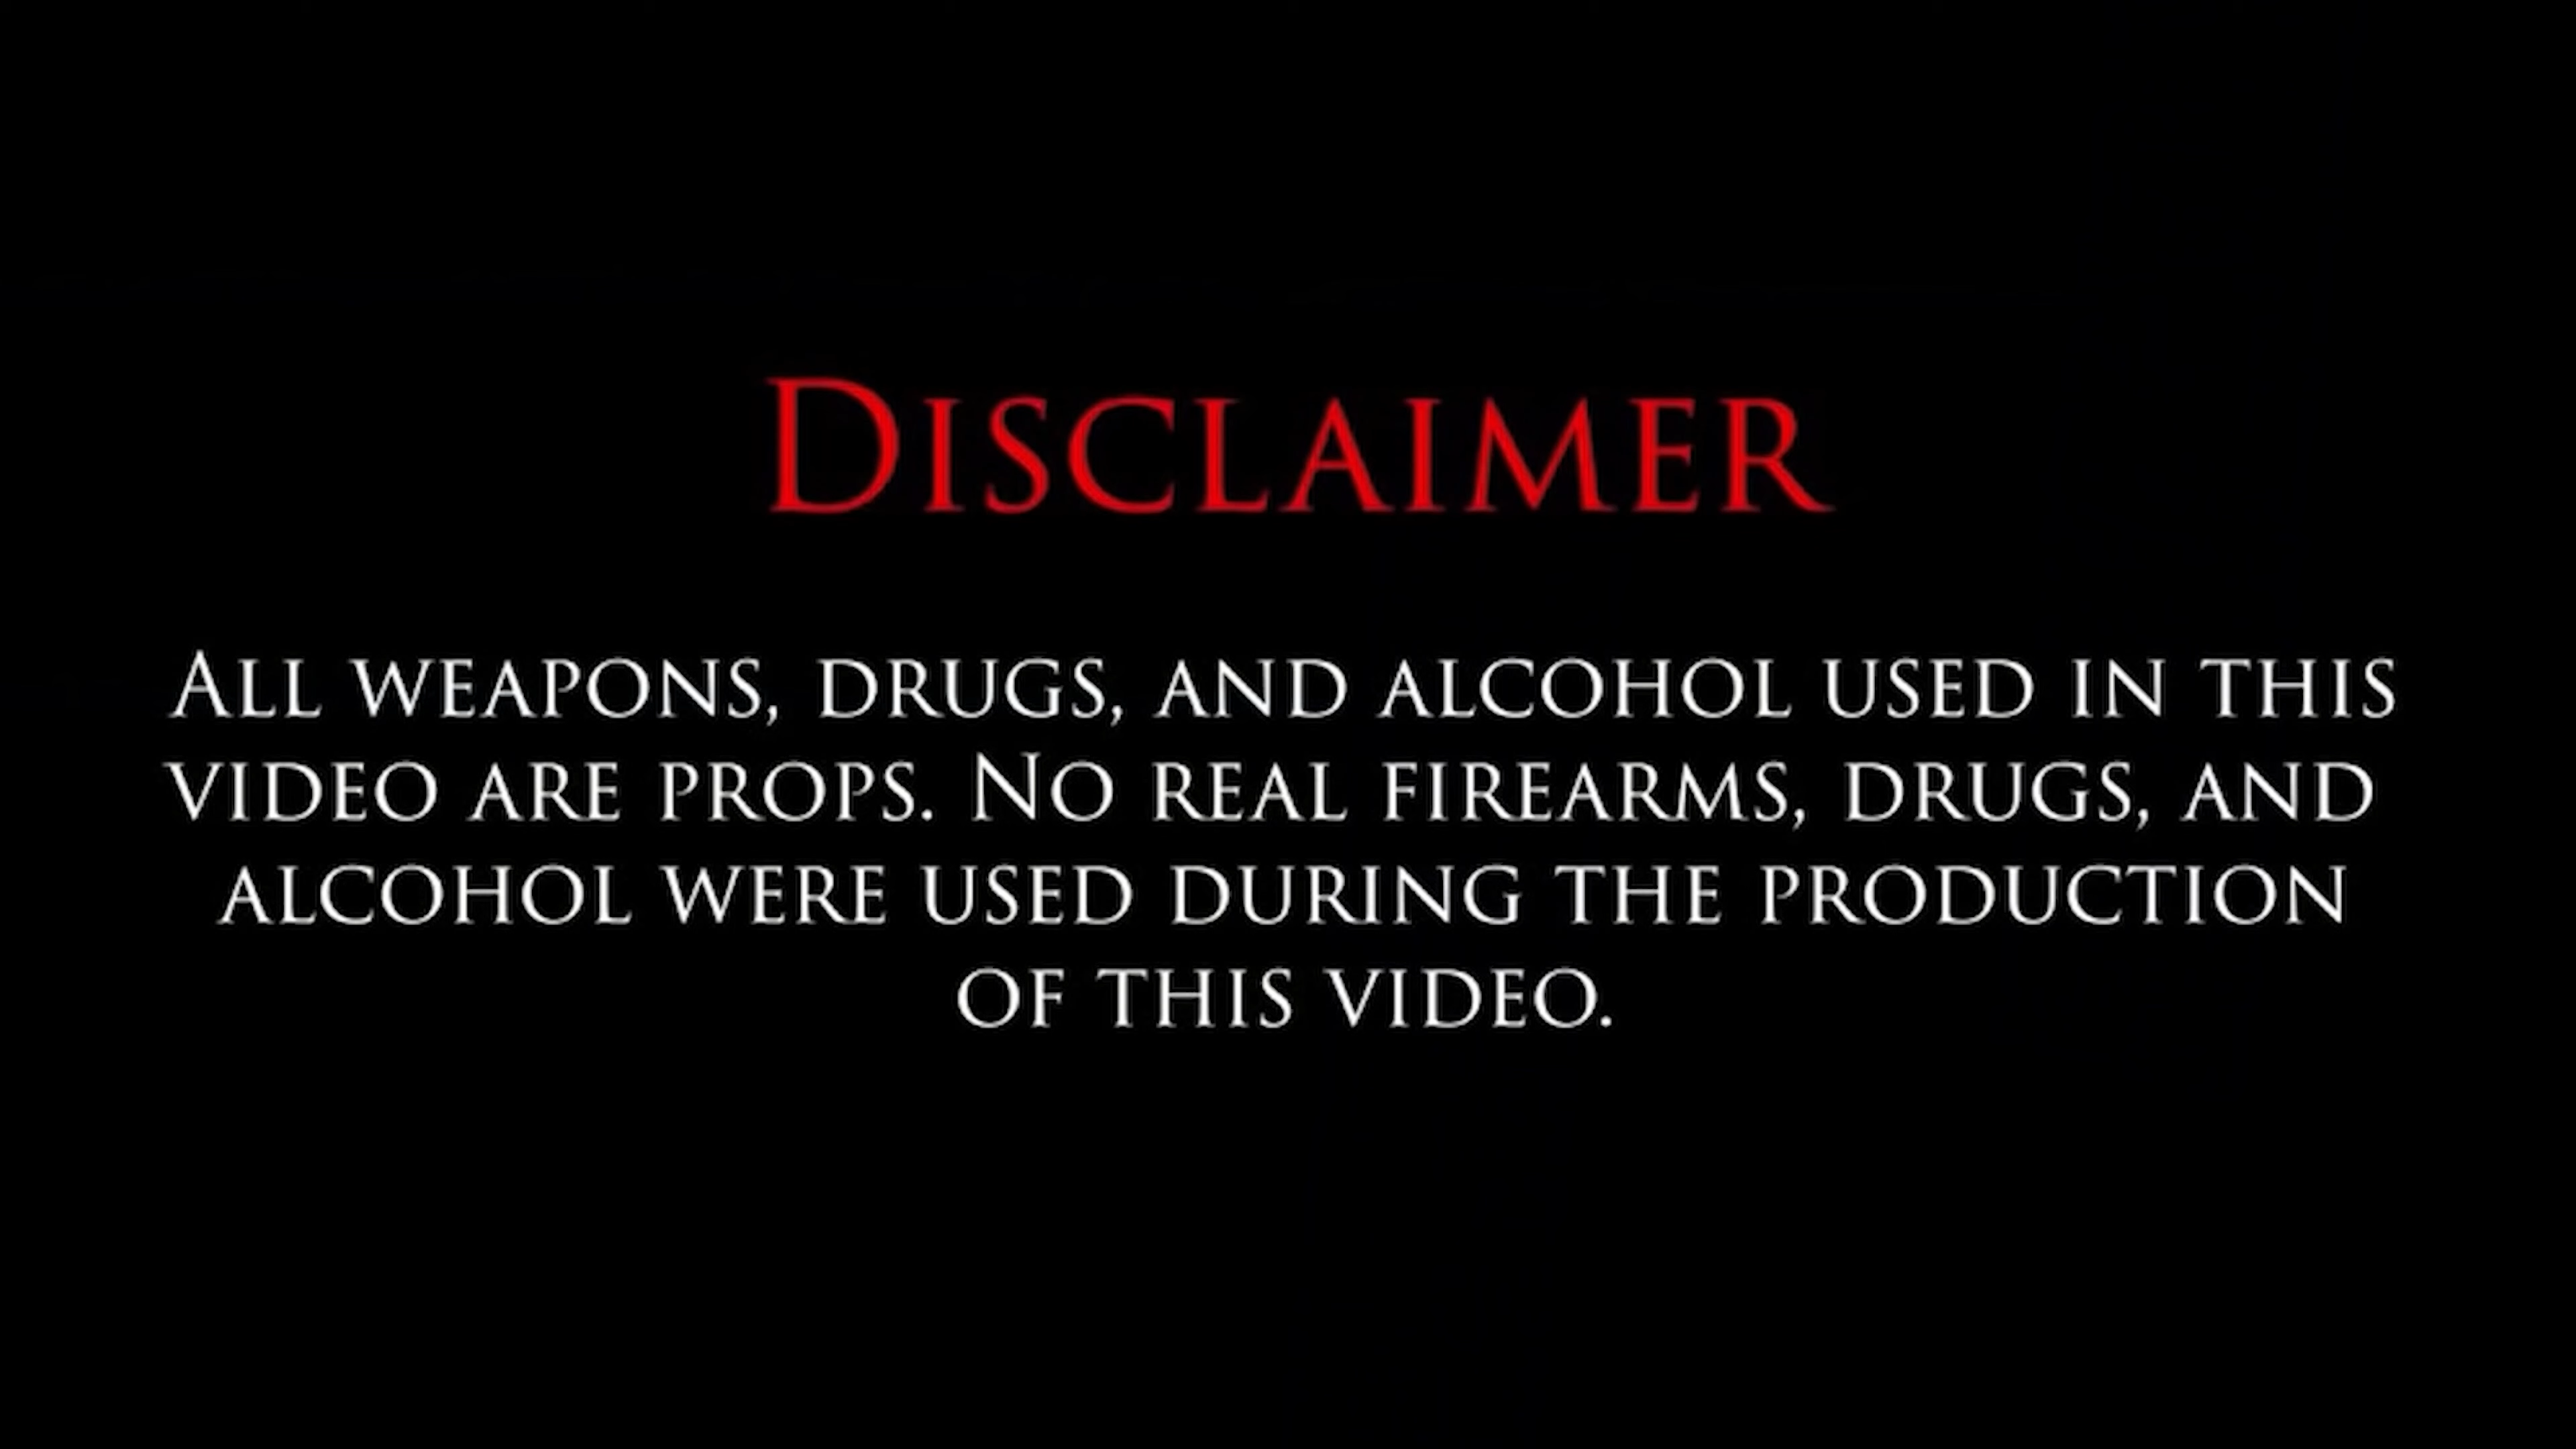 Disclaimer
All weapons, drugs, and alcohol used in this
video are props. No real firearms, drugs, and
alcohol were used during the production
of this video.